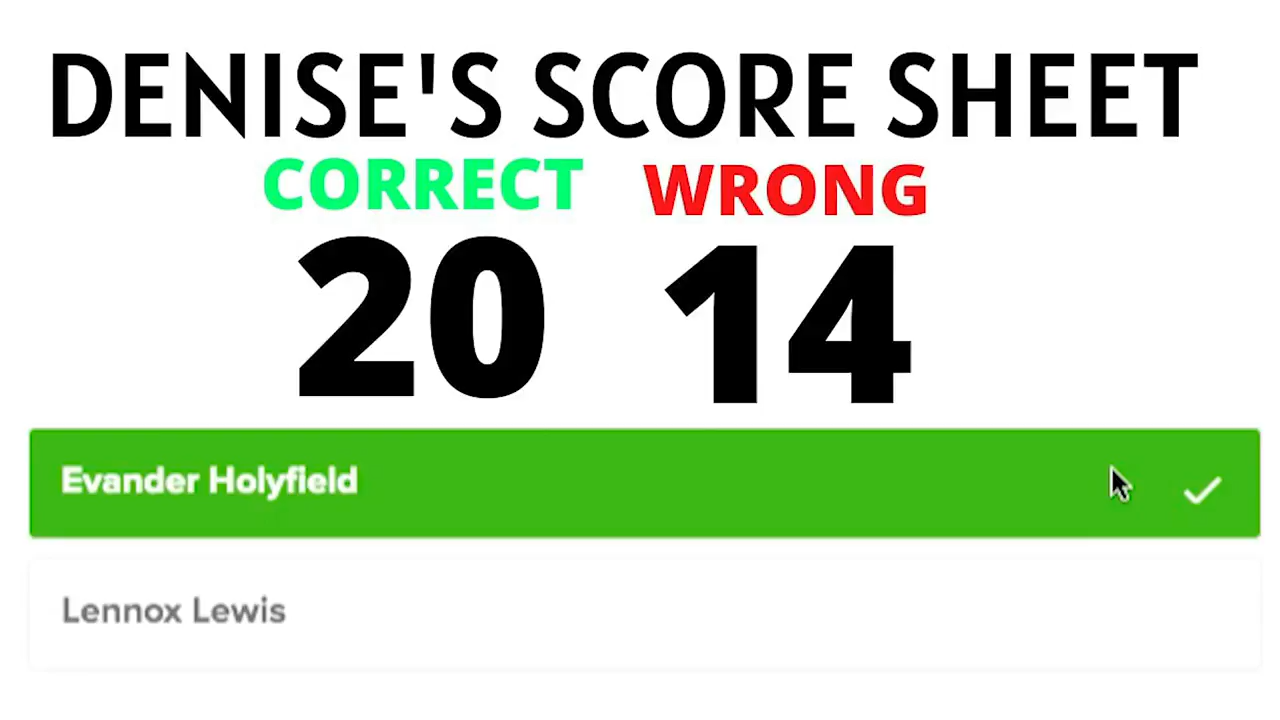 DENISE'S SCORE SHEET
CORRECT WRONG
20 14
Evander Holyfield
Lennox Lewis